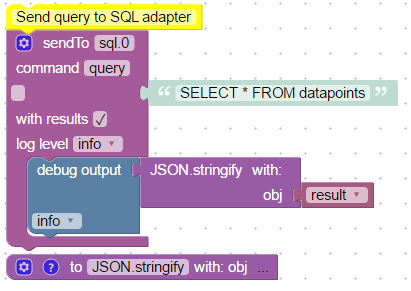 Send query to SQL adapter
sendTo sql.0
command query
“ SELECT * FROM datapoints ”
with results ✓
log level info
debug output JSON.stringify with:
obj result
info
? to JSON.stringify with: obj ...